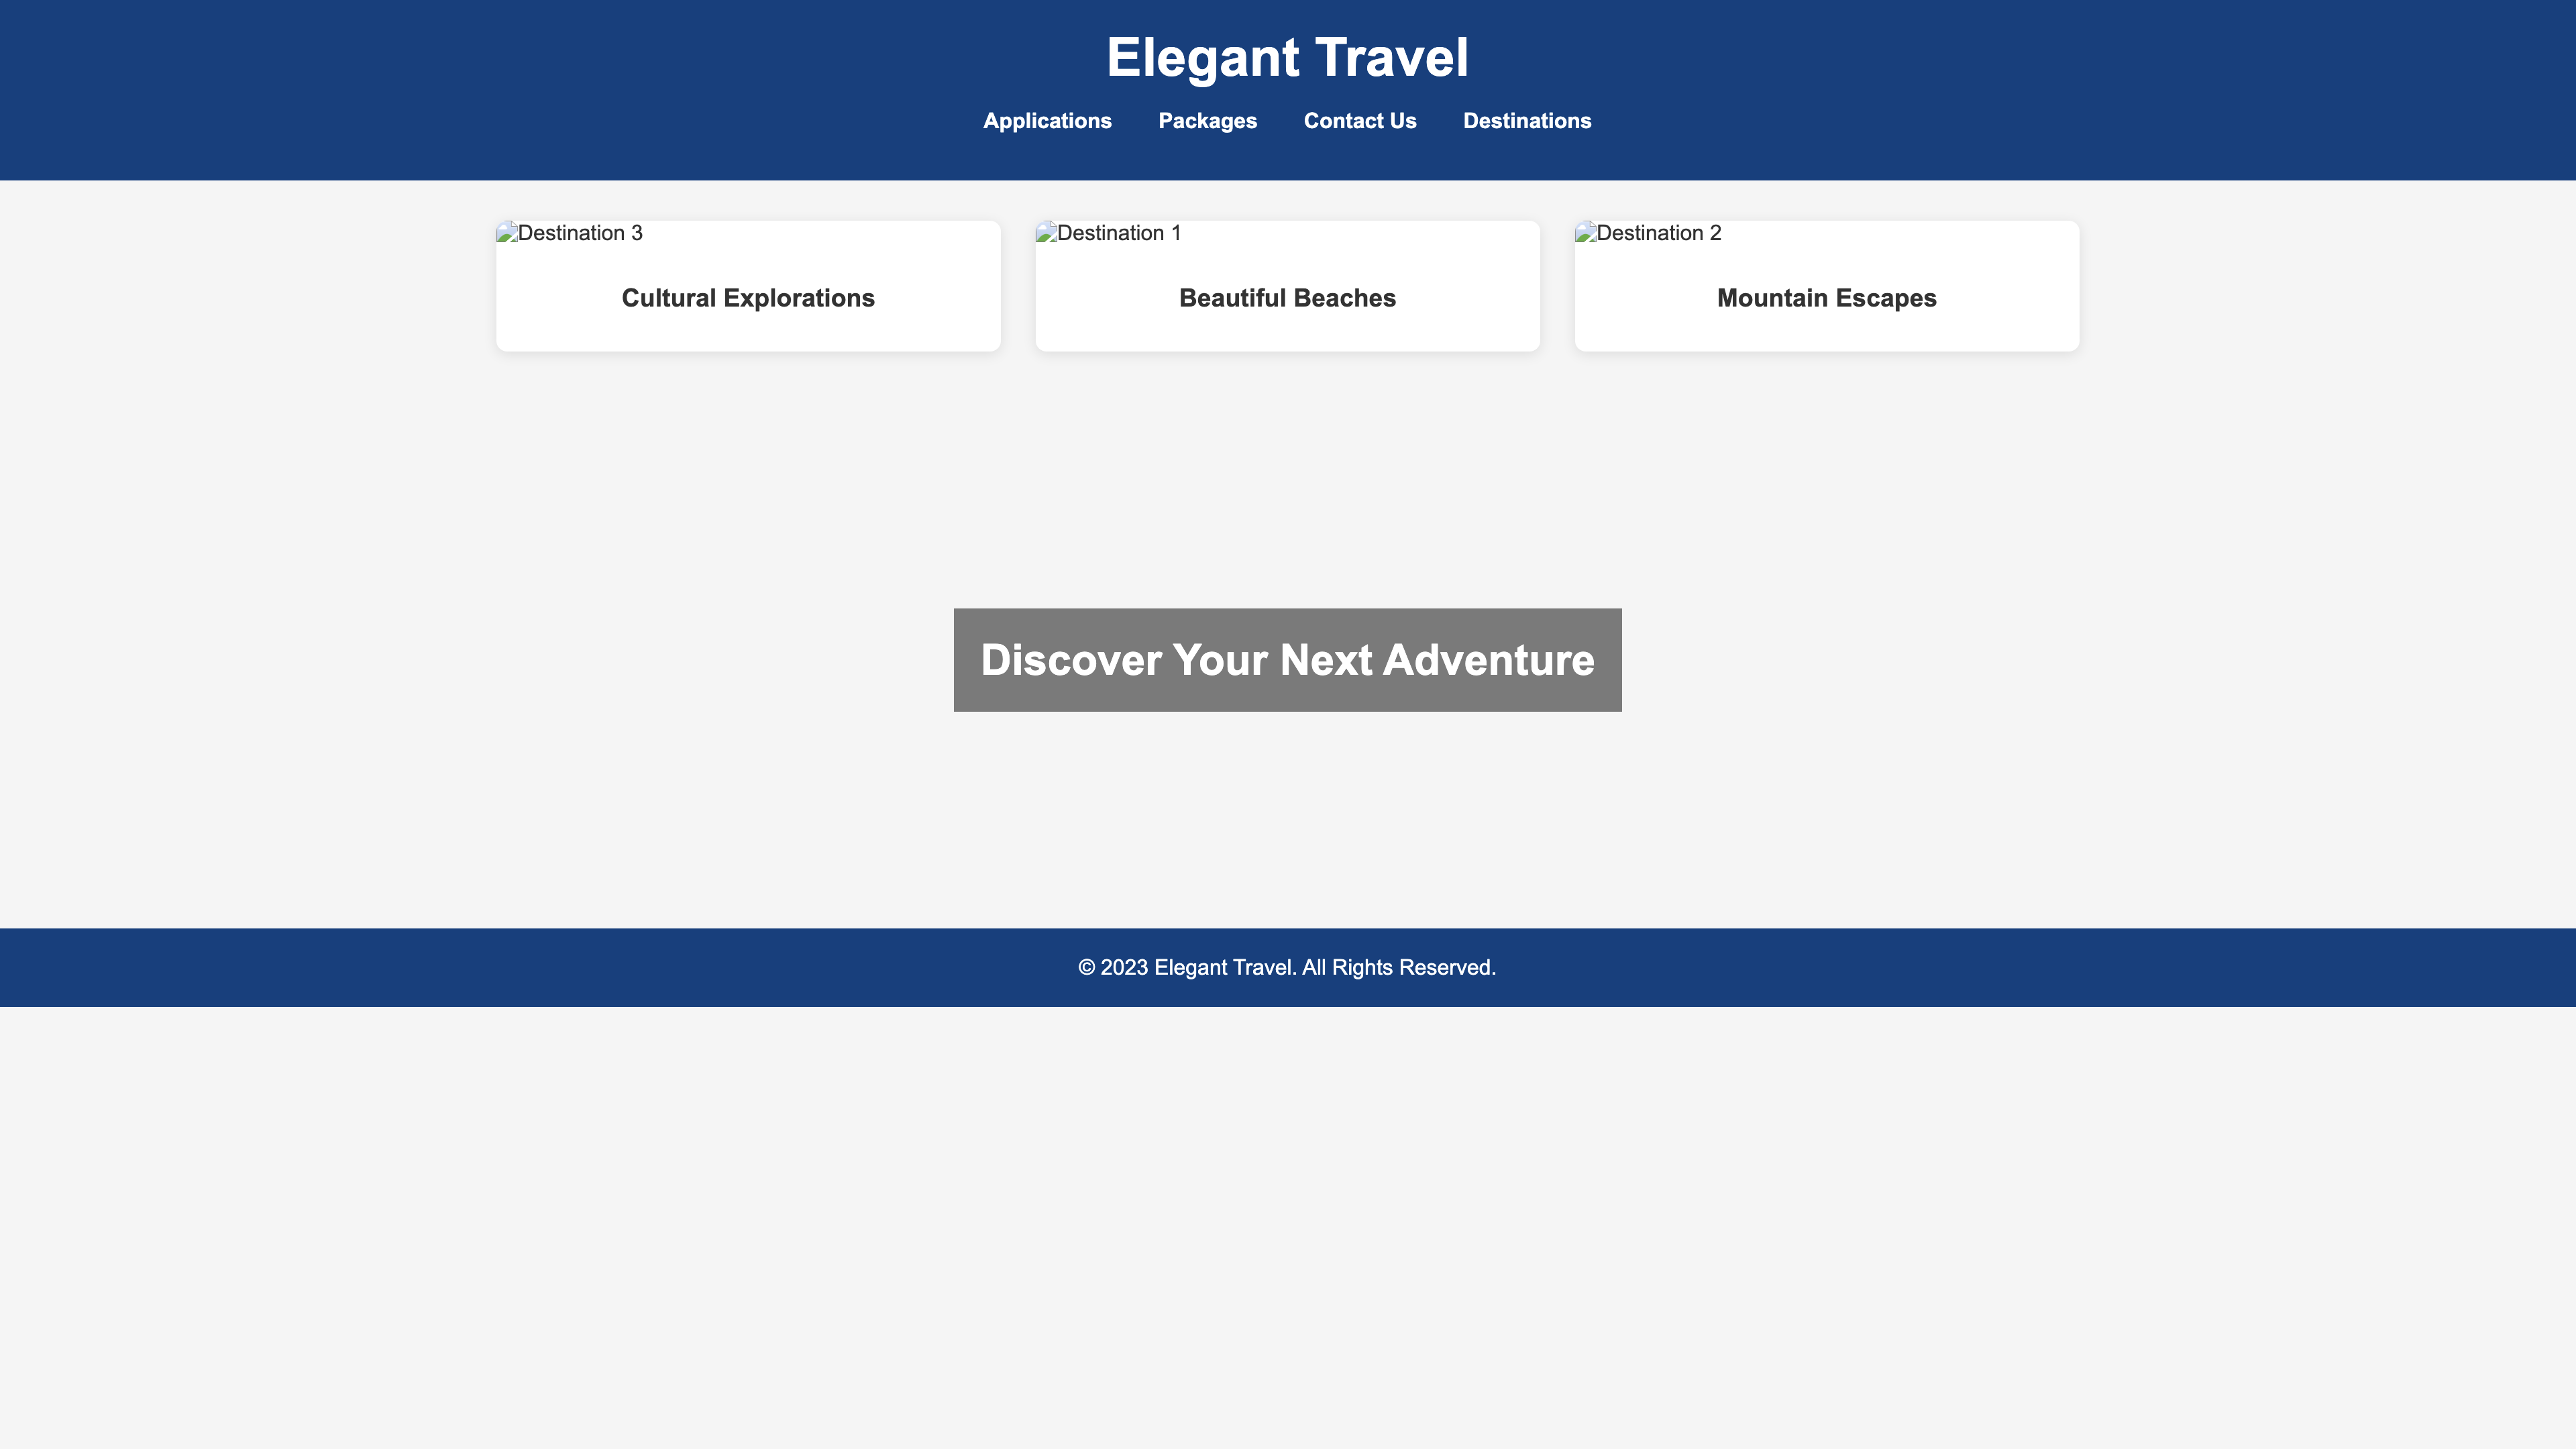 Elegant Travel
Applications Packages Contact Us Destinations
Destination 3
Cultural Explorations
Destination 1
Beautiful Beaches
Destination 2
Mountain Escapes
Discover Your Next Adventure
© 2023 Elegant Travel. All Rights Reserved.